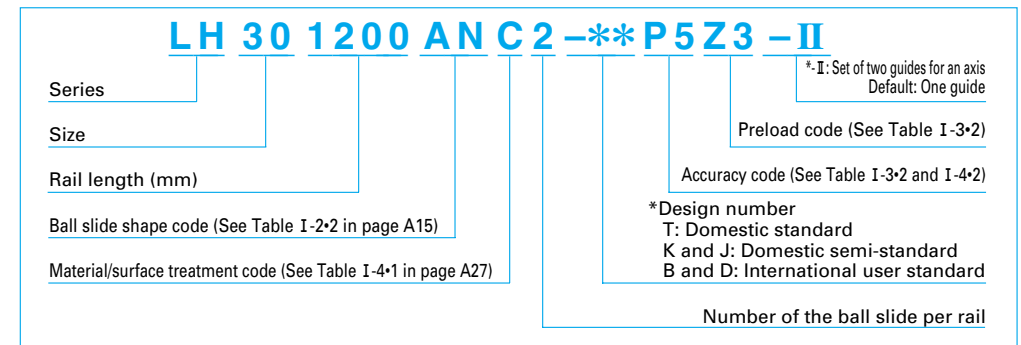 LH 30 1200 AN C 2 –** P5 Z3 –Ⅱ
*-Ⅱ: Set of two guides for an axis
Default: One guide
Series
Size
Preload code (See Table Ⅰ-3•2)
Rail length (mm)
Accuracy code (See Table Ⅰ-3•2 and Ⅰ-4•2)
Ball slide shape code (See Table Ⅰ-2•2 in page A15)
*Design number
T: Domestic standard
K and J: Domestic semi-standard
B and D: International user standard
Material/surface treatment code (See Table Ⅰ-4•1 in page A27)
Number of the ball slide per rail